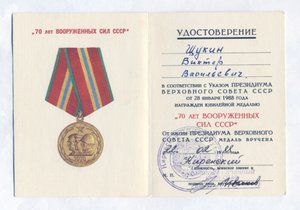 "70 лет ВООРУЖЕННЫХ СИЛ СССР"
УДОСТОВЕРЕНИЕ
Щукин
Виктор
Васильевич
В СООТВЕТСТВИИ С УКАЗОМ ПРЕЗИДИУМА
ВЕРХОВНОГО СОВЕТА СССР
ОТ 28 ЯНВАРЯ 1988 ГОДА
НАГРАЖДЕН ЮБИЛЕЙНОЙ МЕДАЛЬЮ
"70 ЛЕТ ВООРУЖЕННЫХ
СИЛ СССР"
ОТ ИМЕНИ ПРЕЗИДИУМА ВЕРХОВНОГО
СОВЕТА СССР МЕДАЛЬ ВРУЧЕНА
М. П.